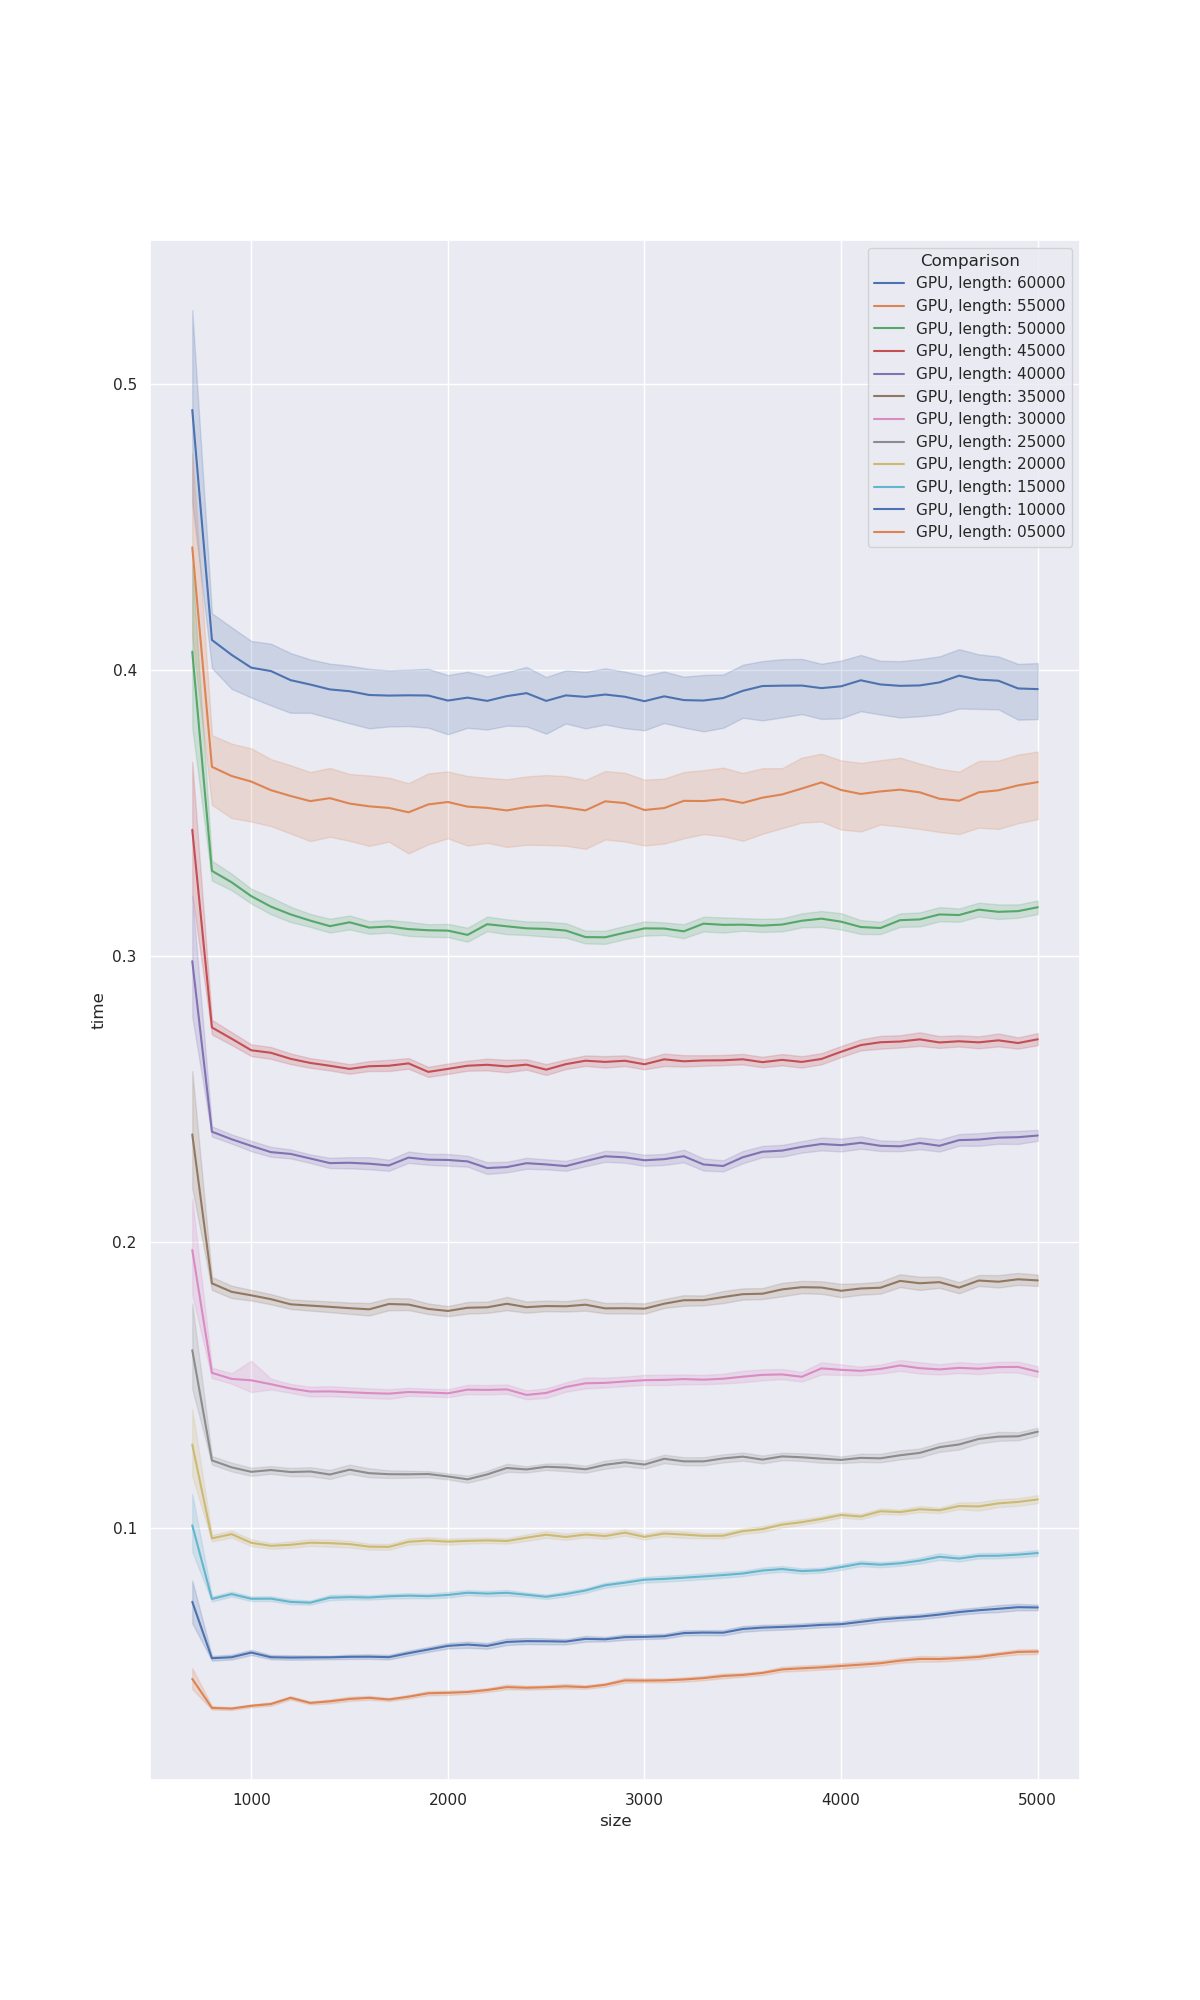 Comparison
GPU, length: 60000
GPU, length: 55000
GPU, length: 50000
GPU, length: 45000
GPU, length: 40000
GPU, length: 35000
GPU, length: 30000
GPU, length: 25000
GPU, length: 20000
GPU, length: 15000
GPU, length: 10000
GPU, length: 05000
0.5
0.4
0.3
0.2
0.1
time
1000 2000 3000 4000 5000
size